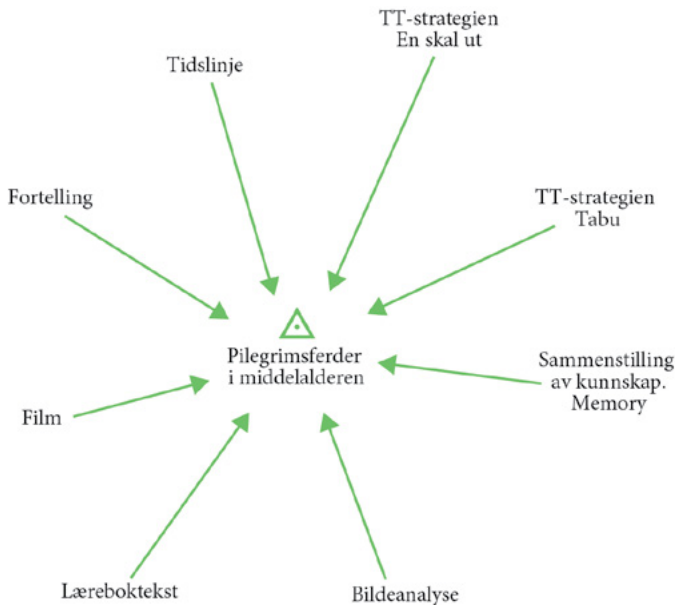 TT-strategien
En skal ut
Tidslinje
Fortelling
TT-strategien
Tabu
Pilegrimsferder
i middelalderen
Sammenstilling
av kunnskap.
Memory
Film
Læreboktekst
Bildeanalyse